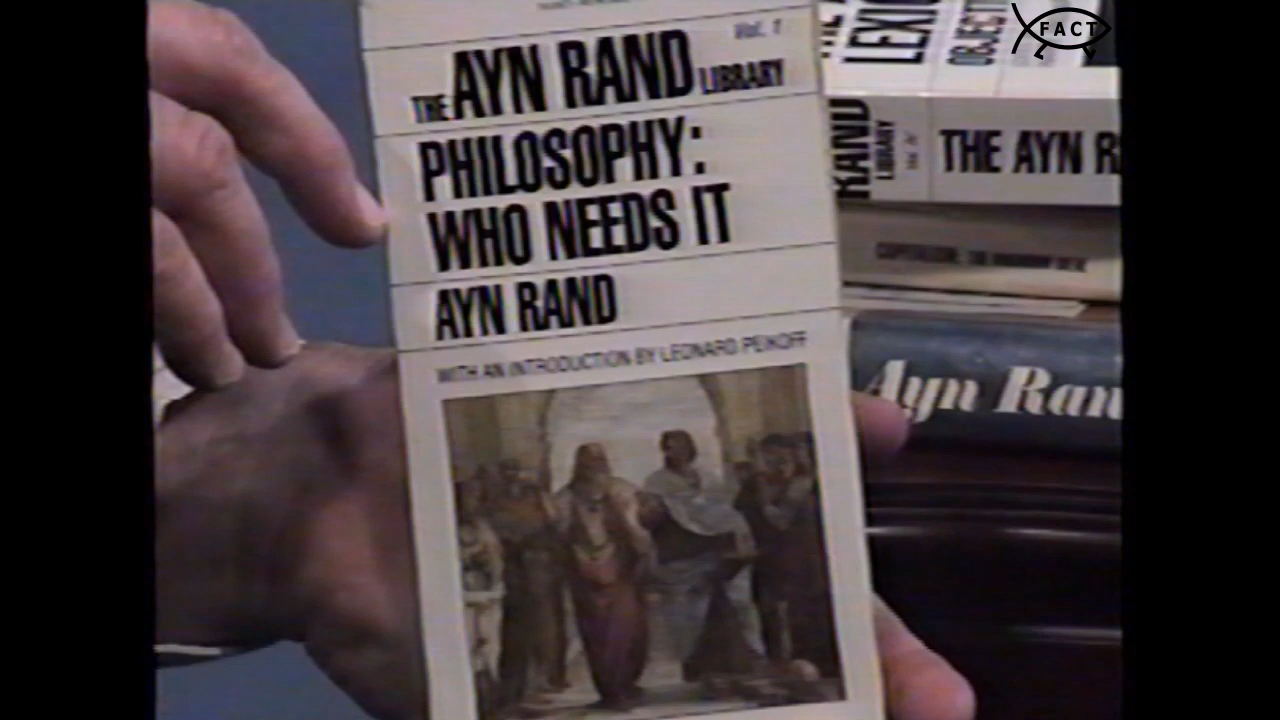 Vol. 1
THE AYN RAND LIBRARY
PHILOSOPHY:
WHO NEEDS IT
AYN RAND
WITH AN INTRODUCTION BY LEONARD PEIKOFF
FACT
LEXIC
OBJECTI
RAND
LIBRARY
THE AYN R
CAPITALISM: THE UNKNOWN IDEAL
Ayn Ran